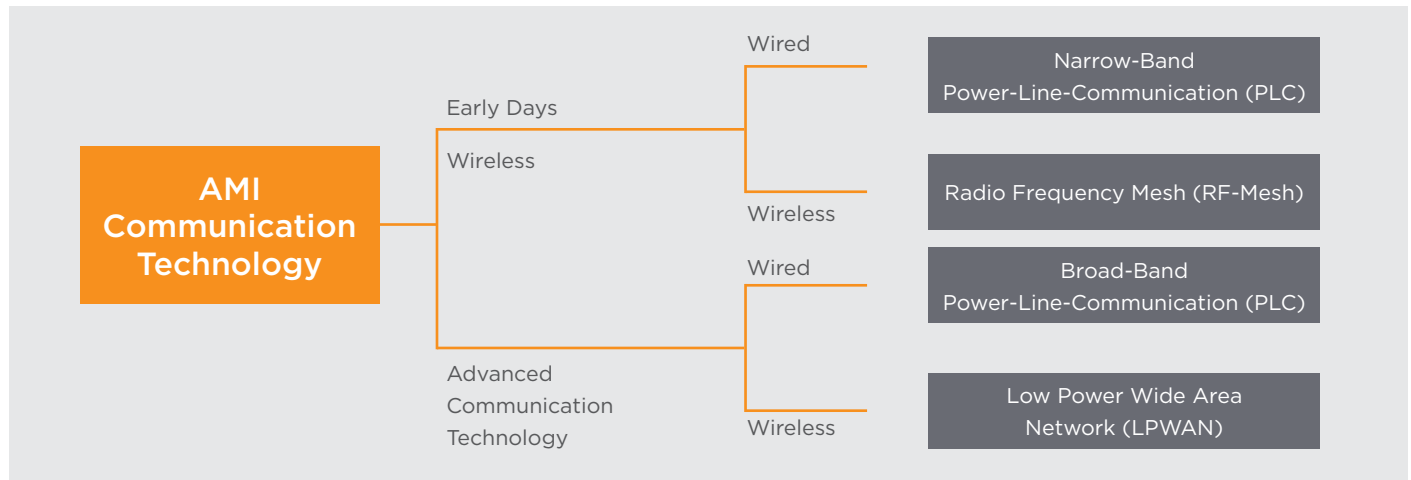 AMI
Communication
Technology
Early Days
Wireless
Wired
Narrow-Band
Power-Line-Communication (PLC)
Wireless
Radio Frequency Mesh (RF-Mesh)
Advanced
Communication
Technology
Wired
Broad-Band
Power-Line-Communication (PLC)
Wireless
Low Power Wide Area
Network (LPWAN)